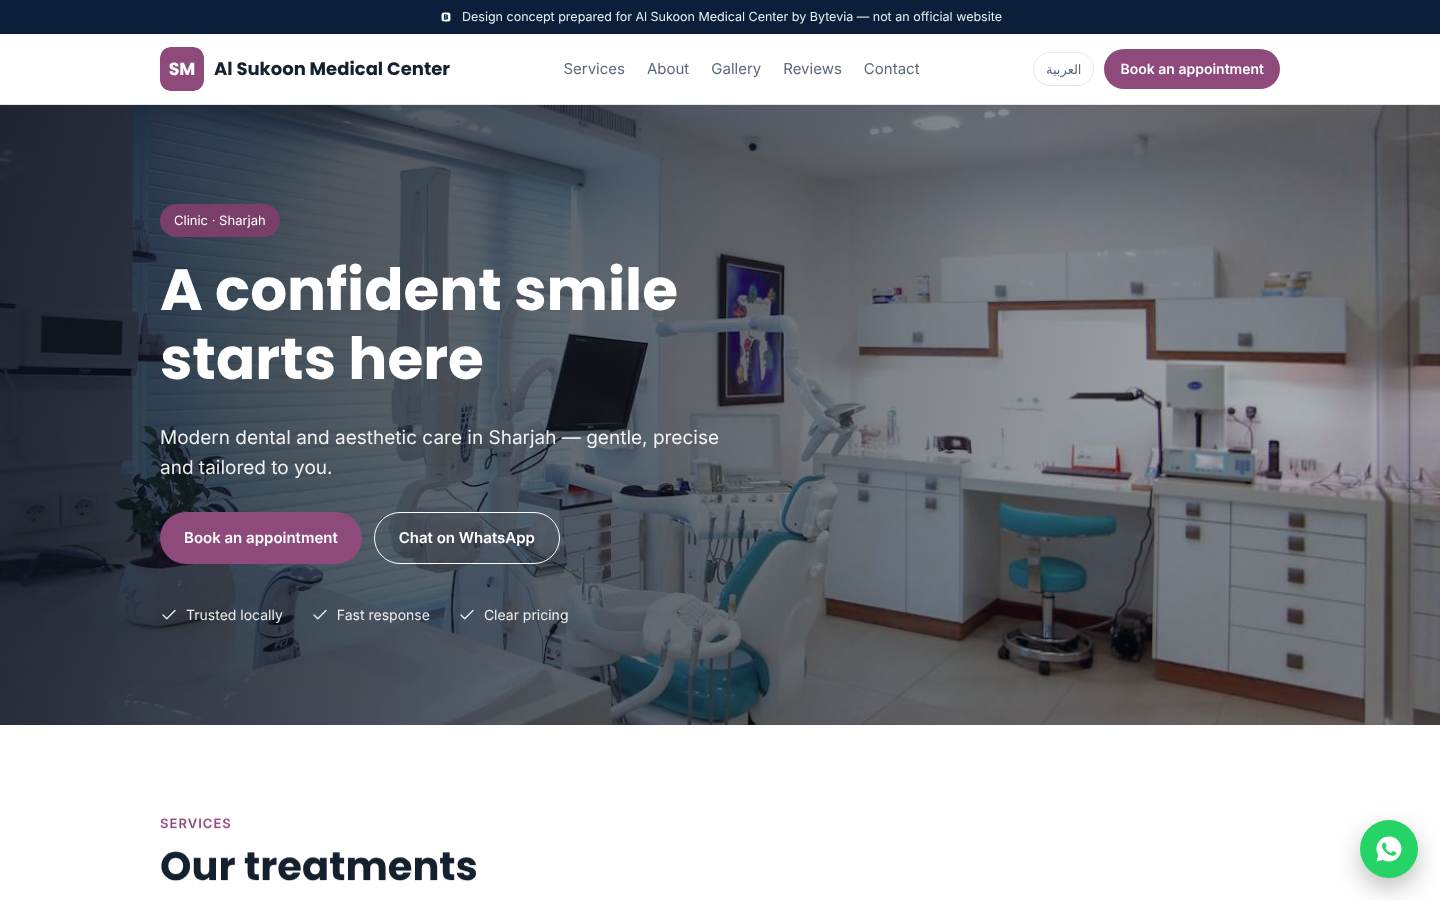 Design concept prepared for Al Sukoon Medical Center by Bytevia — not an official website
SM
Al Sukoon Medical Center
Services
About
Gallery
Reviews
Contact
العربية
Book an appointment
Clinic · Sharjah
A confident smile
starts here
Modern dental and aesthetic care in Sharjah — gentle, precise
and tailored to you.
Book an appointment
Chat on WhatsApp
Trusted locally
Fast response
Clear pricing
SERVICES
Our treatments